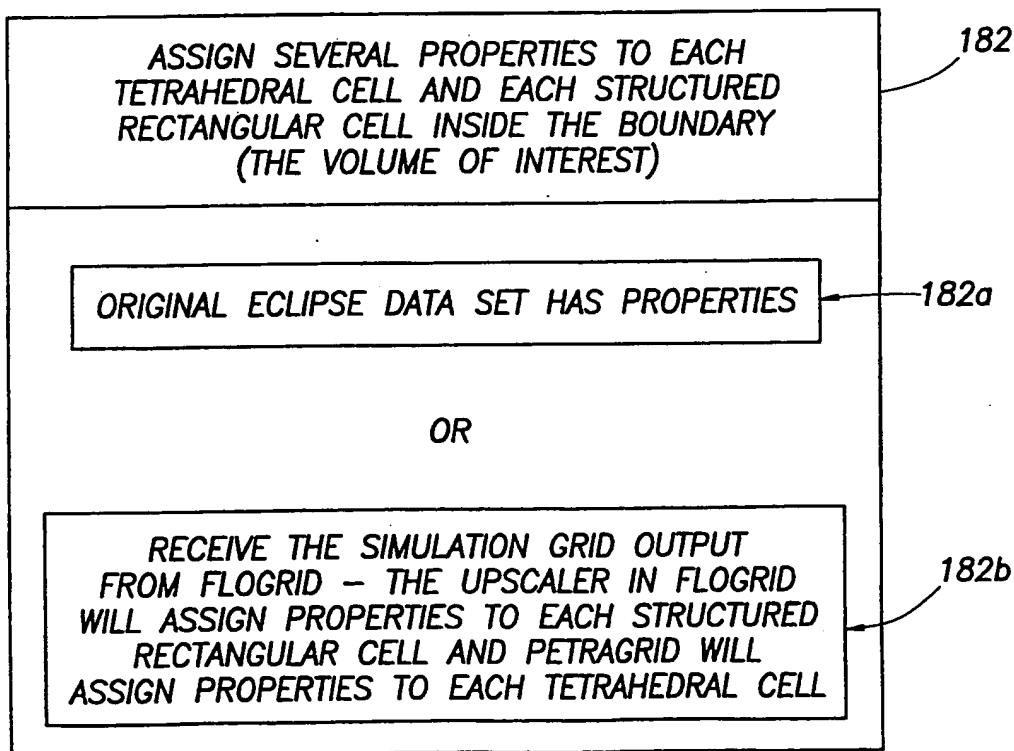 ASSIGN SEVERAL PROPERTIES TO EACH
TETRAHEDRAL CELL AND EACH STRUCTURED
RECTANGULAR CELL INSIDE THE BOUNDARY
(THE VOLUME OF INTEREST)
182
ORIGINAL ECLIPSE DATA SET HAS PROPERTIES
182a
OR
RECEIVE THE SIMULATION GRID OUTPUT
FROM FLOGRID – THE UPSCALER IN FLOGRID
WILL ASSIGN PROPERTIES TO EACH STRUCTURED
RECTANGULAR CELL AND PETRAGRID WILL
ASSIGN PROPERTIES TO EACH TETRAHEDRAL CELL
182b